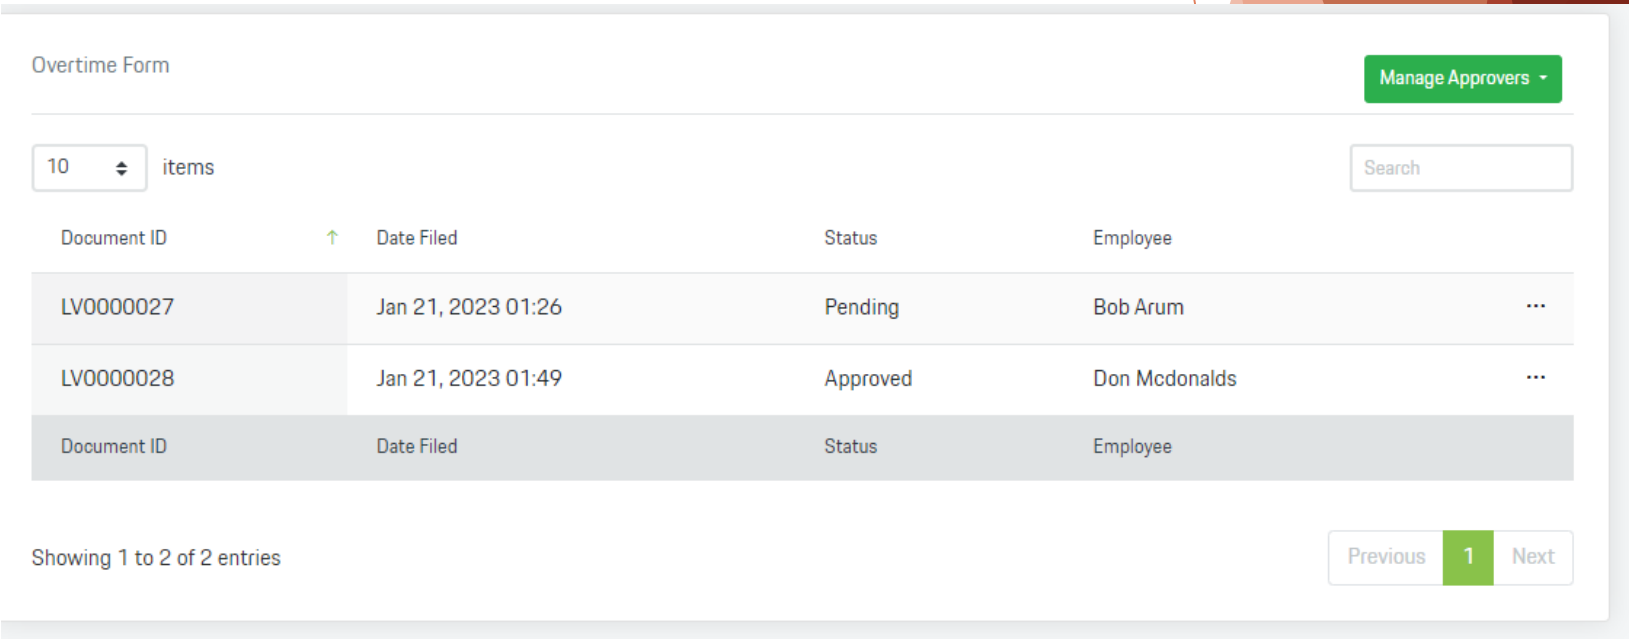 Overtime Form
Manage Approvers
10 items
Search
Document ID Date Filed Status Employee
LV0000027 Jan 21, 2023 01:26 Pending Bob Arum ...
LV0000028 Jan 21, 2023 01:49 Approved Don Mcdonalds ...
Document ID Date Filed Status Employee
Showing 1 to 2 of 2 entries
Previous 1 Next